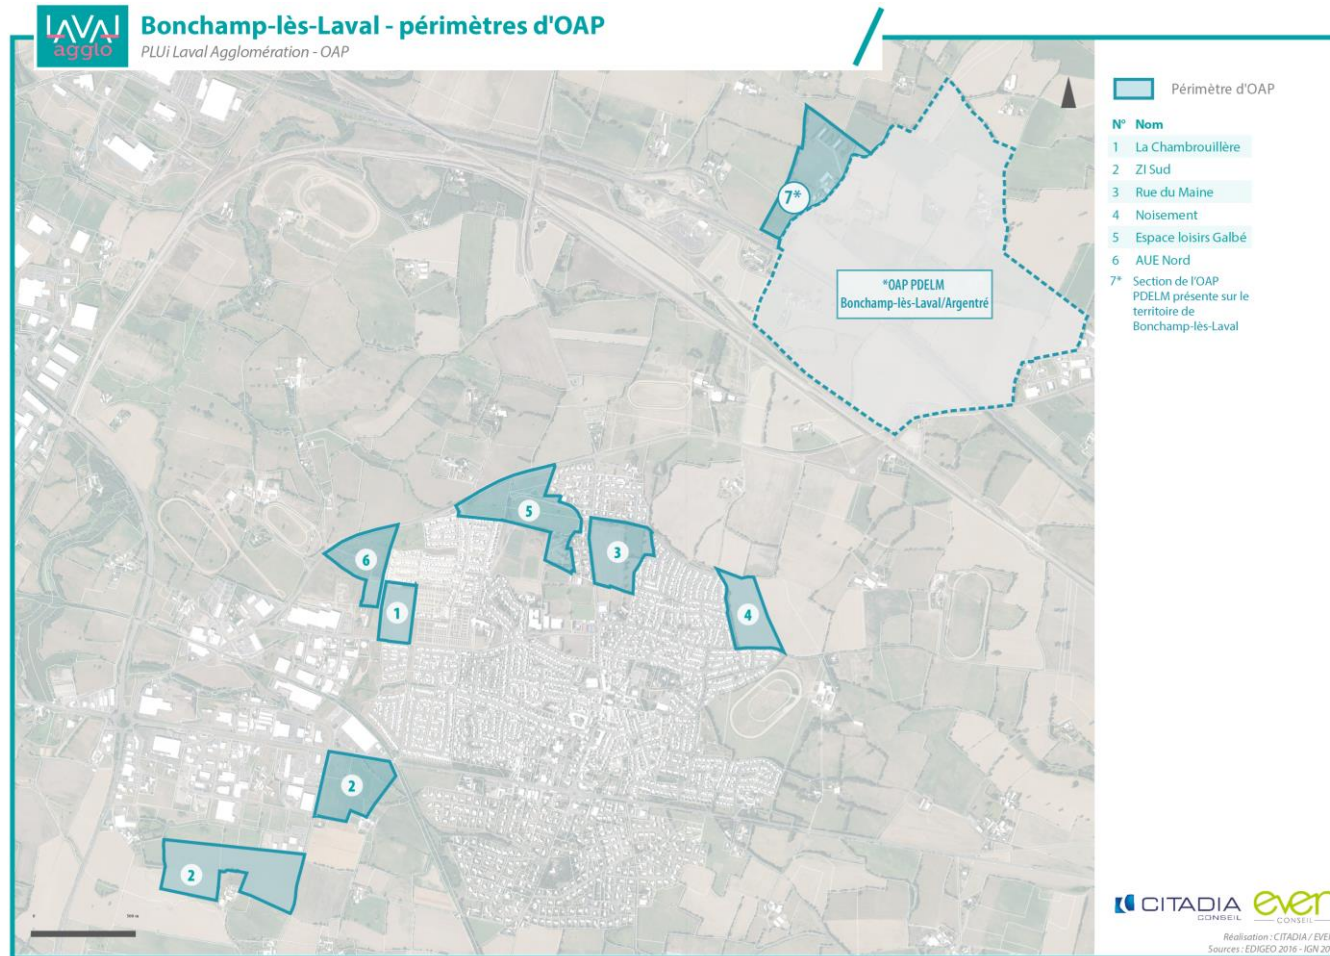 LAVAL
agglo
Bonchamp-lès-Laval - périmètres d'OAP
PLUi Laval Agglomération - OAP
Périmètre d'OAP
N° Nom
1 La Chambrouillère
2 ZI Sud
3 Rue du Maine
4 Noisement
5 Espace loisirs Galbé
6 AUE Nord
7* Section de l'OAP
PDELM présente sur le
territoire de
Bonchamp-lès-Laval
7*
*OAP PDELM
Bonchamp-lès-Laval/Argentré
5
3
6
1
4
2
2
0
CITADIA
CONSEIL
even
CONSEIL
Réalisation : CITADIA / EVE
Sources : EDIGEO 2016 - IGN 20